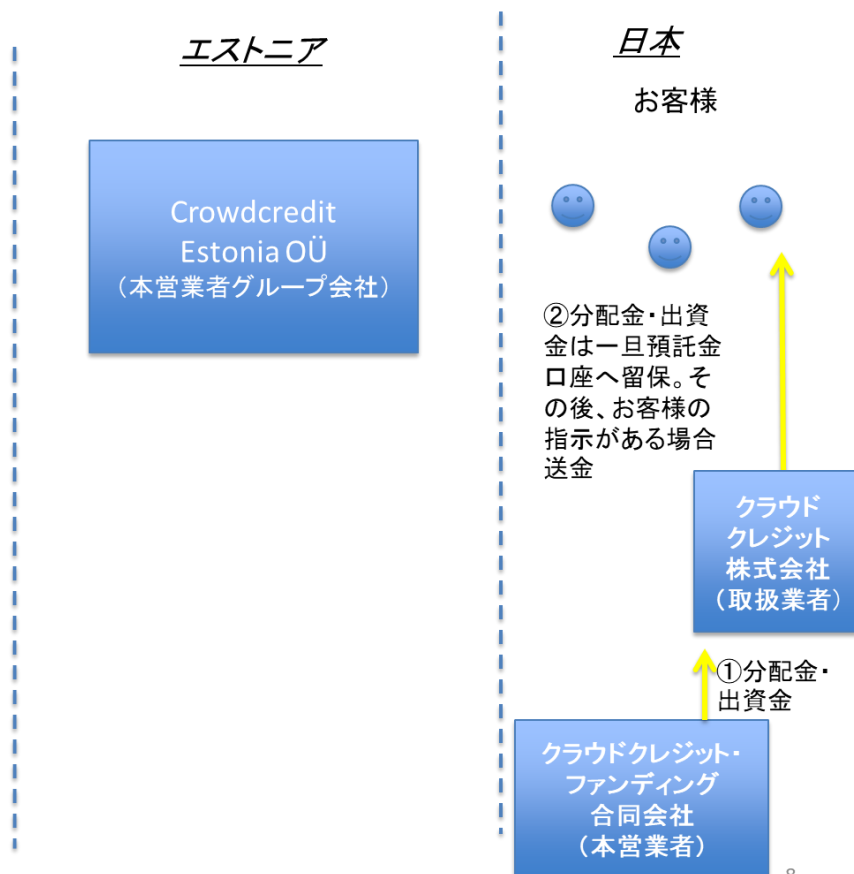 エストニア
Crowdcredit
Estonia OÜ
（本営業者グループ会社）
日本
お客様
②分配金・出資
金は一旦預託金
口座へ留保。そ
の後、お客様の
指示がある場合
送金
クラウド
クレジット
株式会社
（取扱業者）
①分配金・
出資金
クラウドクレジット・
ファンディング
合同会社
（本営業者）